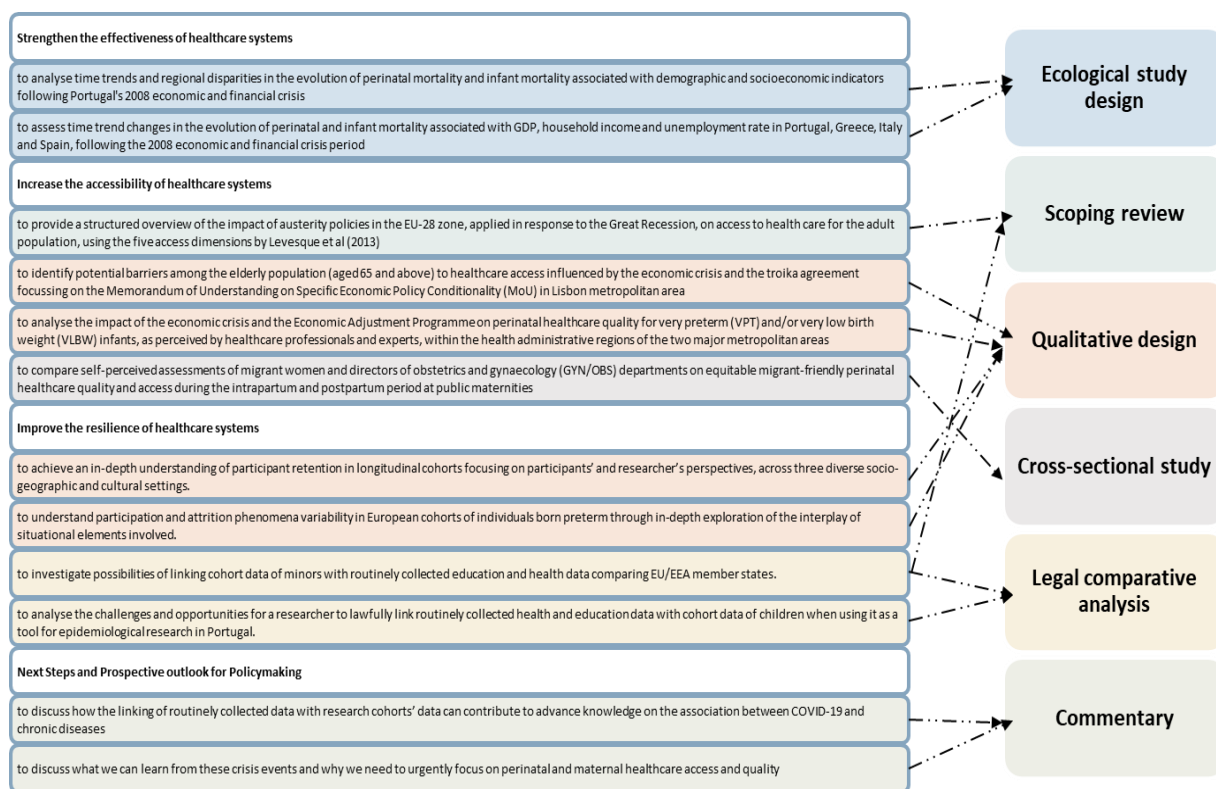 Strengthen the effectiveness of healthcare systems
to analyse time trends and regional disparities in the evolution of perinatal mortality and infant mortality associated with demographic and socioeconomic indicators
following Portugal's 2008 economic and financial crisis
to assess time trend changes in the evolution of perinatal and infant mortality associated with GDP, household income and unemployment rate in Portugal, Greece, Italy
and Spain, following the 2008 economic and financial crisis period
Increase the accessibility of healthcare systems
to provide a structured overview of the impact of austerity policies in the EU-28 zone, applied in response to the Great Recession, on access to health care for the adult
population, using the five access dimensions by Levesque et al (2013)
to identify potential barriers among the elderly population (aged 65 and above) to healthcare access influenced by the economic crisis and the troika agreement
focussing on the Memorandum of Understanding on Specific Economic Policy Conditionality (MoU) in Lisbon metropolitan area
to analyse the impact of the economic crisis and the Economic Adjustment Programme on perinatal healthcare quality for very preterm (VPT) and/or very low birth
weight (VLBW) infants, as perceived by healthcare professionals and experts, within the health administrative regions of the two major metropolitan areas
to compare self-perceived assessments of migrant women and directors of obstetrics and gynaecology (GYN/OBS) departments on equitable migrant-friendly perinatal
healthcare quality and access during the intrapartum and postpartum period at public maternities
Improve the resilience of healthcare systems
to achieve an in-depth understanding of participant retention in longitudinal cohorts focusing on participants' and researcher's perspectives, across three diverse socio-
geographic and cultural settings.
to understand participation and attrition phenomena variability in European cohorts of individuals born preterm through in-depth exploration of the interplay of
situational elements involved.
to investigate possibilities of linking cohort data of minors with routinely collected education and health data comparing EU/EEA member states.
to analyse the challenges and opportunities for a researcher to lawfully link routinely collected health and education data with cohort data of children when using it as a
tool for epidemiological research in Portugal.
Next Steps and Prospective outlook for Policymaking
to discuss how the linking of routinely collected data with research cohorts' data can contribute to advance knowledge on the association between COVID-19 and
chronic diseases
to discuss what we can learn from these crisis events and why we need to urgently focus on perinatal and maternal healthcare access and quality
Ecological study
design
Scoping review
Qualitative design
Cross-sectional study
Legal comparative
analysis
Commentary